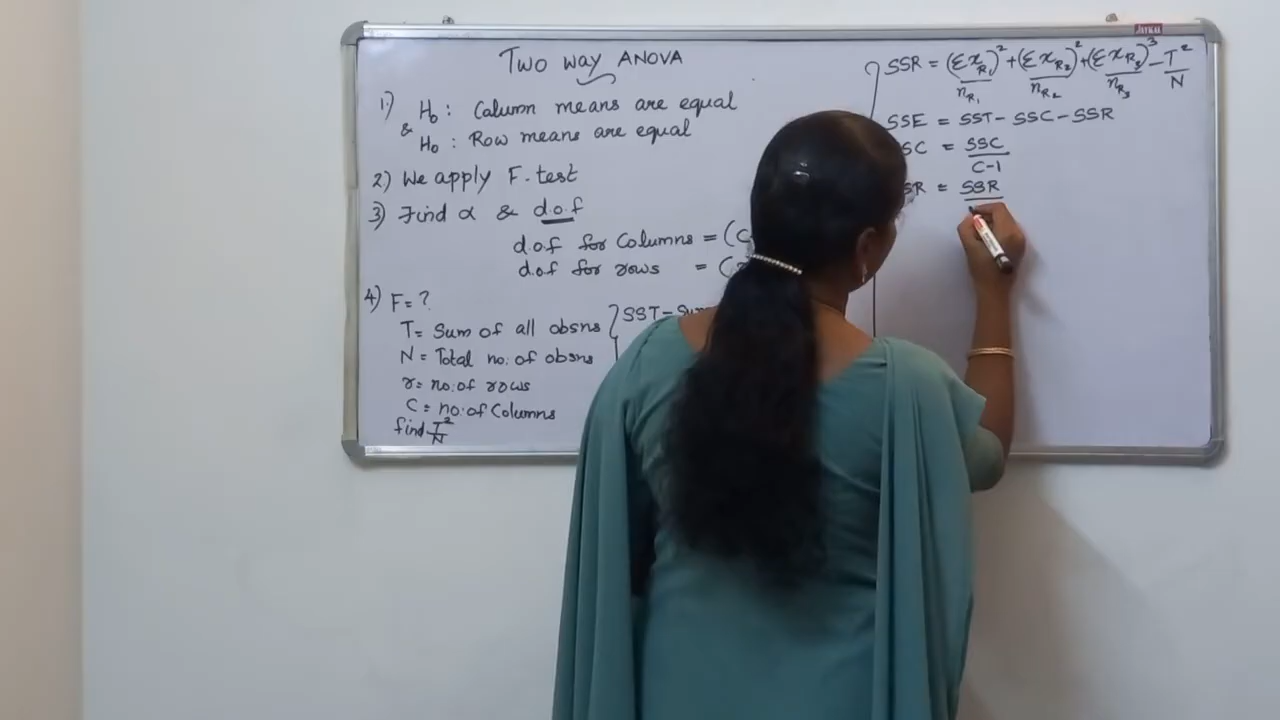 Two way ANOVA
1) H₀ : Column means are equal
&
H₀ : Row means are equal
2) We apply F-test
3) Find α & d.o.f
d.o.f for Columns = (C
d.o.f for rows = (
4) F = ?
T = Sum of all obsns
N = Total no. of obsns
r = no. of rows
C = no. of Columns
find T²/N
SST - Sum
SSR = (Σx_R₁)²/n_R₁ + (Σx_R₂)²/n_R₂ + (Σx_R₃)³/n_R₃ - T²/N
SSE = SST - SSC - SSR
SC = SSC/C-1
SR = SSR